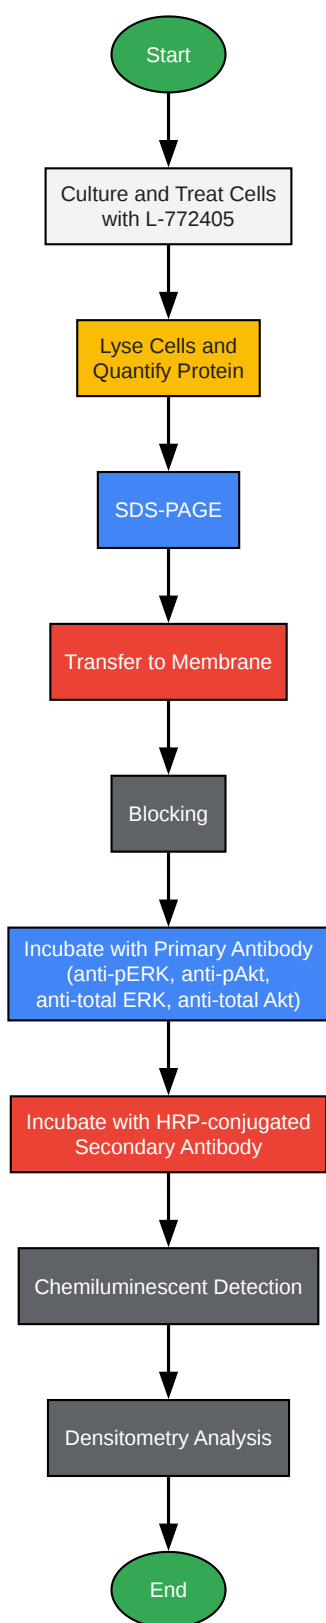 Start
Culture and Treat Cells
with L-772405
Lyse Cells and
Quantify Protein
SDS-PAGE
Transfer to Membrane
Blocking
Incubate with Primary Antibody
(anti-pERK, anti-pAkt,
anti-total ERK, anti-total Akt)
Incubate with HRP-conjugated
Secondary Antibody
Chemiluminescent Detection
Densitometry Analysis
End